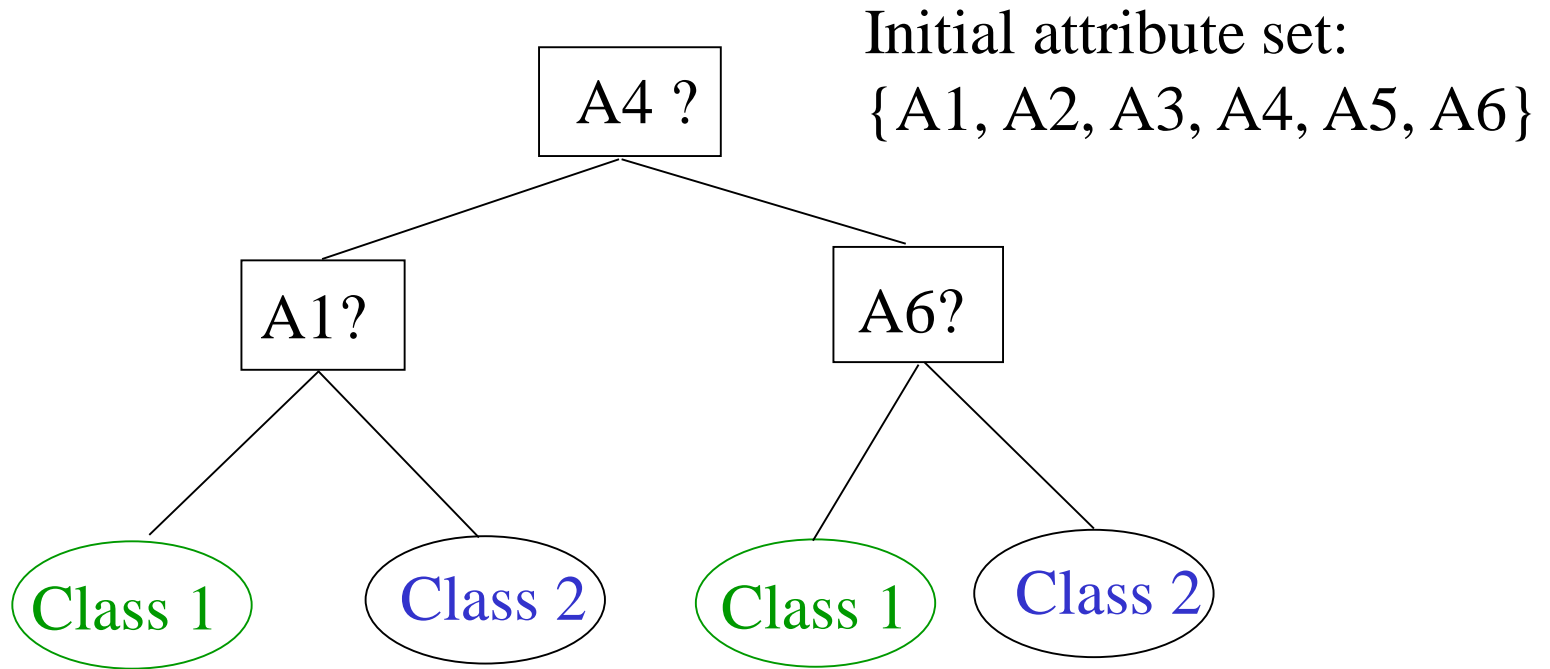 Initial attribute set:
{A1, A2, A3, A4, A5, A6}
A4 ?
A1?
A6?
Class 1
Class 2
Class 1
Class 2